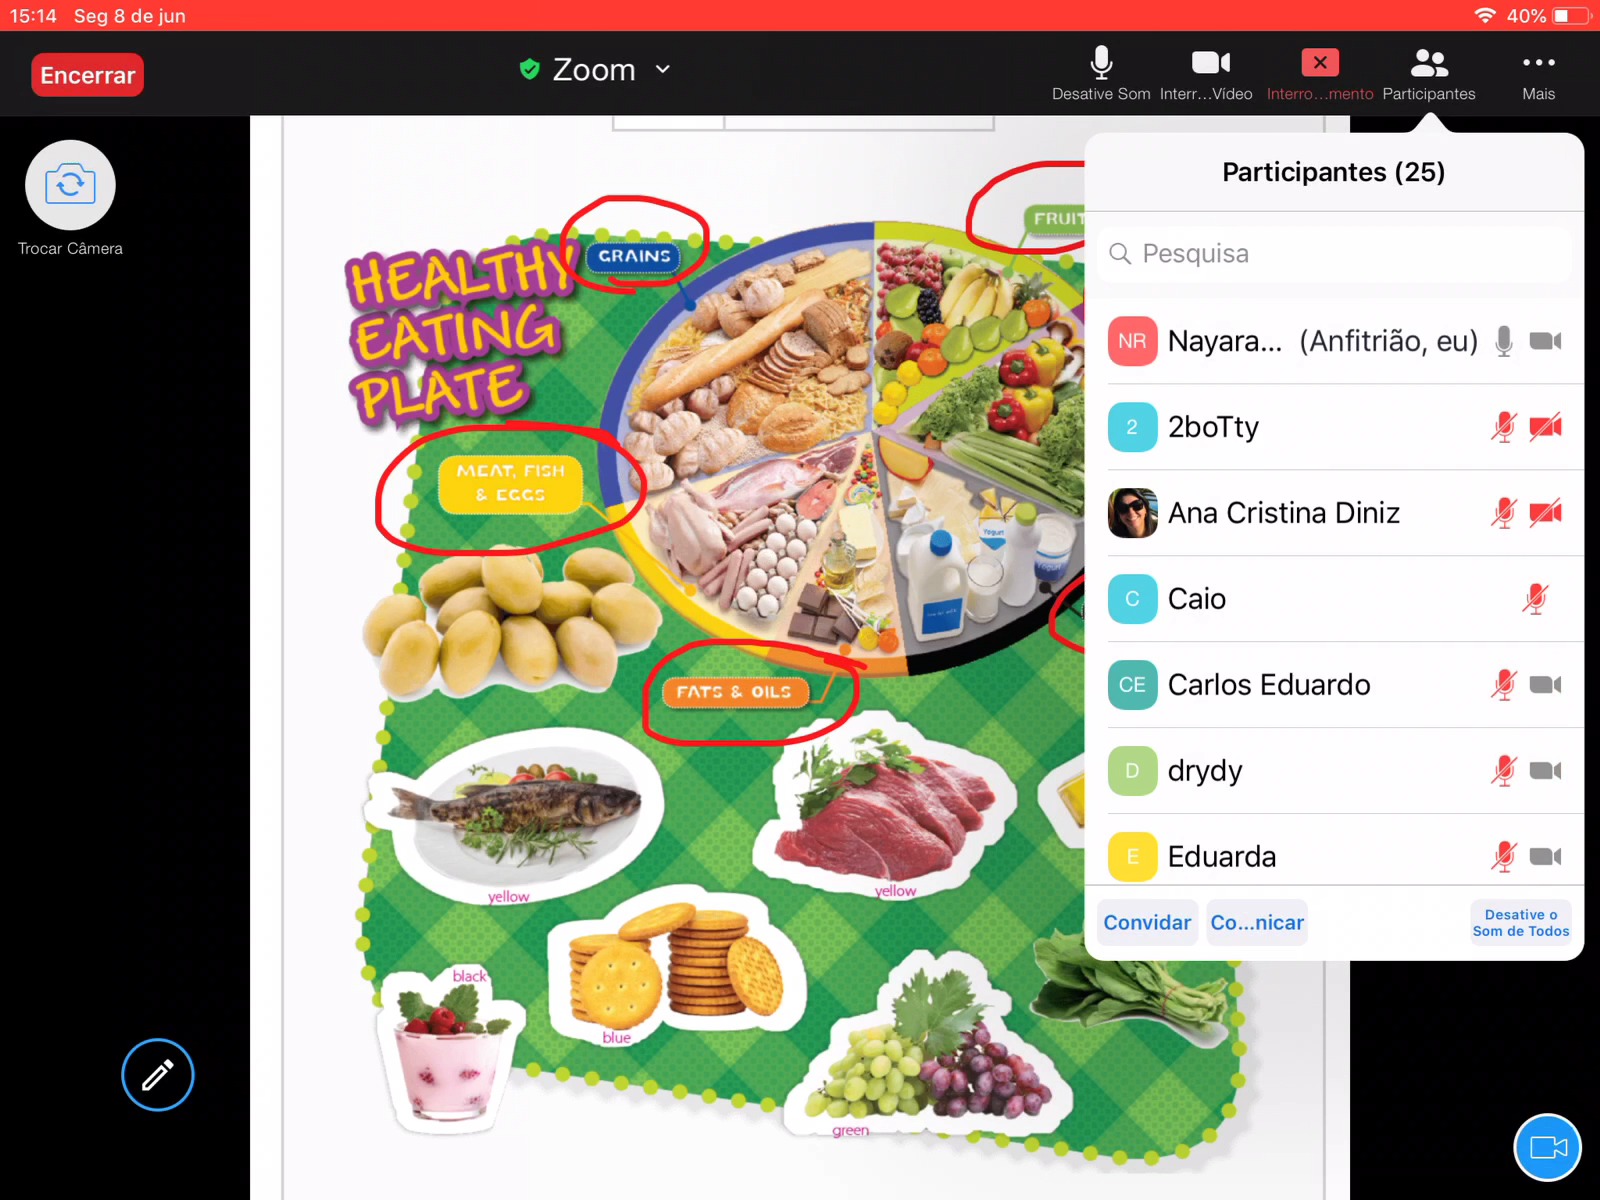 15:14 Seg 8 de jun
40%
Encerrar
Zoom
Desative Som
Interr...Vídeo
Interro...mento
Participantes
Mais
Trocar Câmera
HEALTHY
EATING
PLATE
GRAINS
FRUIT
MEAT, FISH
& EGGS
FATS & OILS
Yogurt
yellow
yellow
black
blue
green
Participantes (25)
Pesquisa
NR Nayara... (Anfitrião, eu)
2 2boTty
Ana Cristina Diniz
C Caio
CE Carlos Eduardo
D drydy
E Eduarda
Convidar
Co...nicar
Desative o
Som de Todos